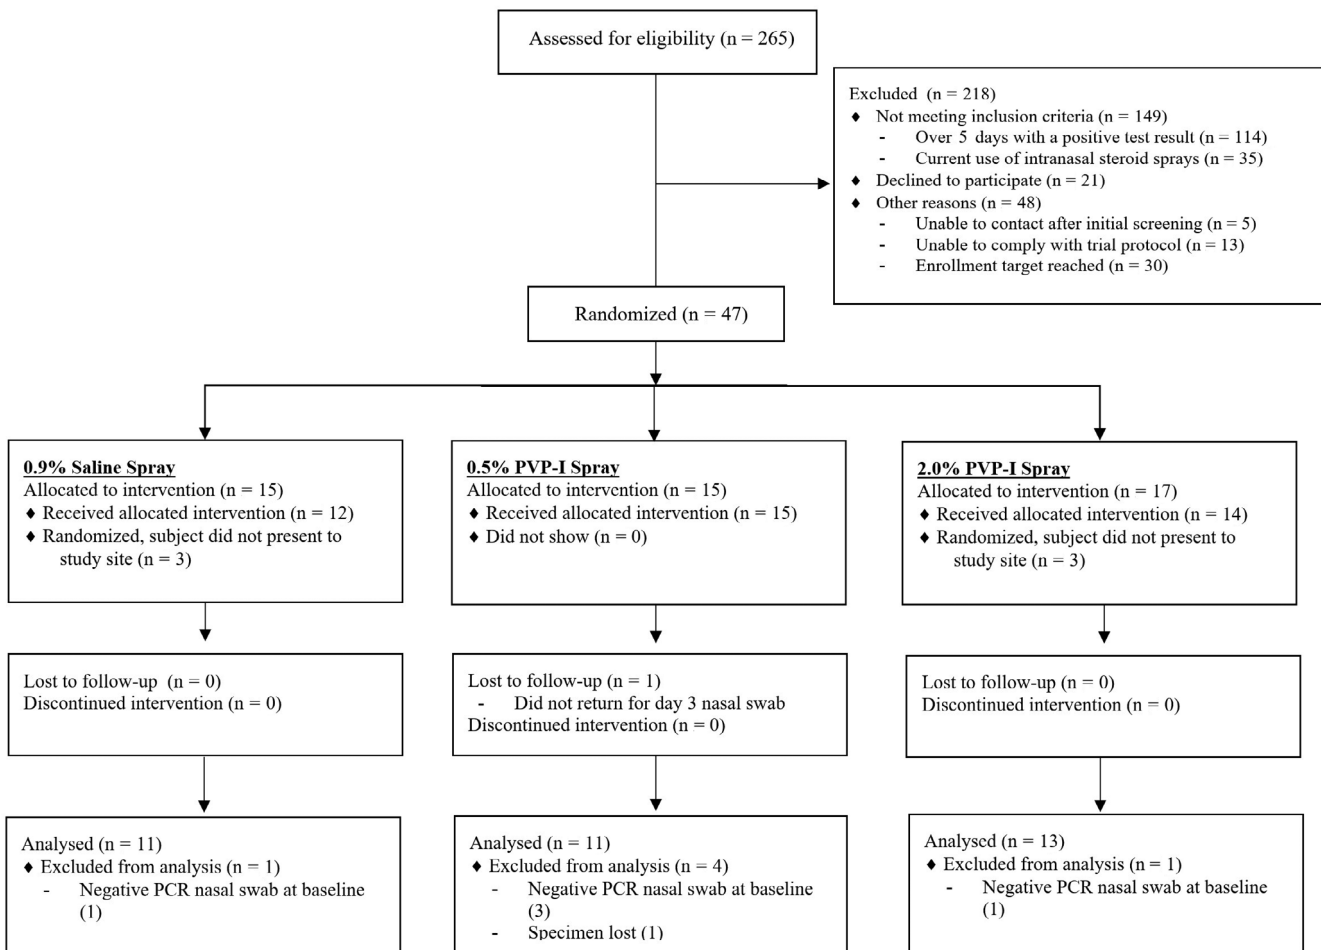 Assessed for eligibility (n = 265)
Excluded (n = 218)
♦ Not meeting inclusion criteria (n = 149)
- Over 5 days with a positive test result (n = 114)
- Current use of intranasal steroid sprays (n = 35)
♦ Declined to participate (n = 21)
♦ Other reasons (n = 48)
- Unable to contact after initial screening (n = 5)
- Unable to comply with trial protocol (n = 13)
- Enrollment target reached (n = 30)
Randomized (n = 47)
0.9% Saline Spray
Allocated to intervention (n = 15)
♦ Received allocated intervention (n = 12)
♦ Randomized, subject did not present to
study site (n = 3)
0.5% PVP-I Spray
Allocated to intervention (n = 15)
♦ Received allocated intervention (n = 15)
♦ Did not show (n = 0)
2.0% PVP-I Spray
Allocated to intervention (n = 17)
♦ Received allocated intervention (n = 14)
♦ Randomized, subject did not present to
study site (n = 3)
Lost to follow-up (n = 0)
Discontinued intervention (n = 0)
Lost to follow-up (n = 1)
- Did not return for day 3 nasal swab
Discontinued intervention (n = 0)
Lost to follow-up (n = 0)
Discontinued intervention (n = 0)
Analysed (n = 11)
♦ Excluded from analysis (n = 1)
- Negative PCR nasal swab at baseline
(1)
Analysed (n = 11)
♦ Excluded from analysis (n = 4)
- Negative PCR nasal swab at baseline
(3)
- Specimen lost (1)
Analysed (n = 13)
♦ Excluded from analysis (n = 1)
- Negative PCR nasal swab at baseline
(1)